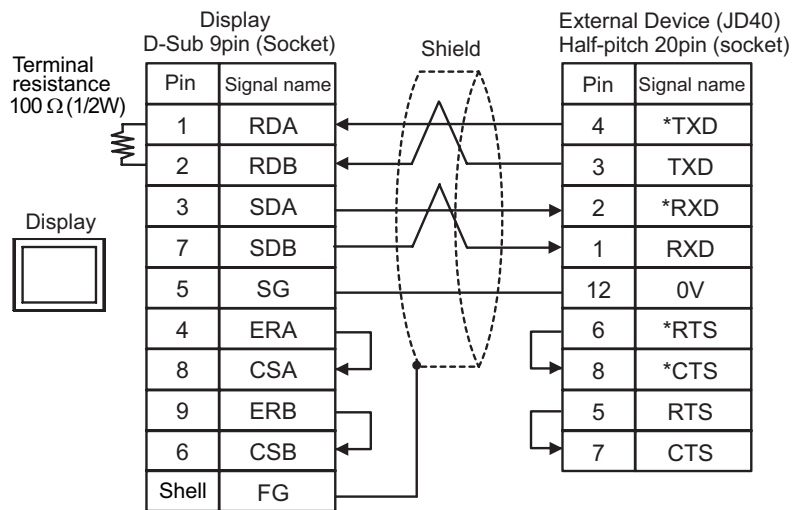 Display
D-Sub 9pin (Socket)
Shield
External Device (JD40)
Half-pitch 20pin (socket)
Terminal
resistance
100 Ω (1/2W)
Display
Pin Signal name
1 RDA
2 RDB
3 SDA
7 SDB
5 SG
4 ERA
8 CSA
9 ERB
6 CSB
Shell FG
Pin Signal name
4 *TXD
3 TXD
2 *RXD
1 RXD
12 0V
6 *RTS
8 *CTS
5 RTS
7 CTS